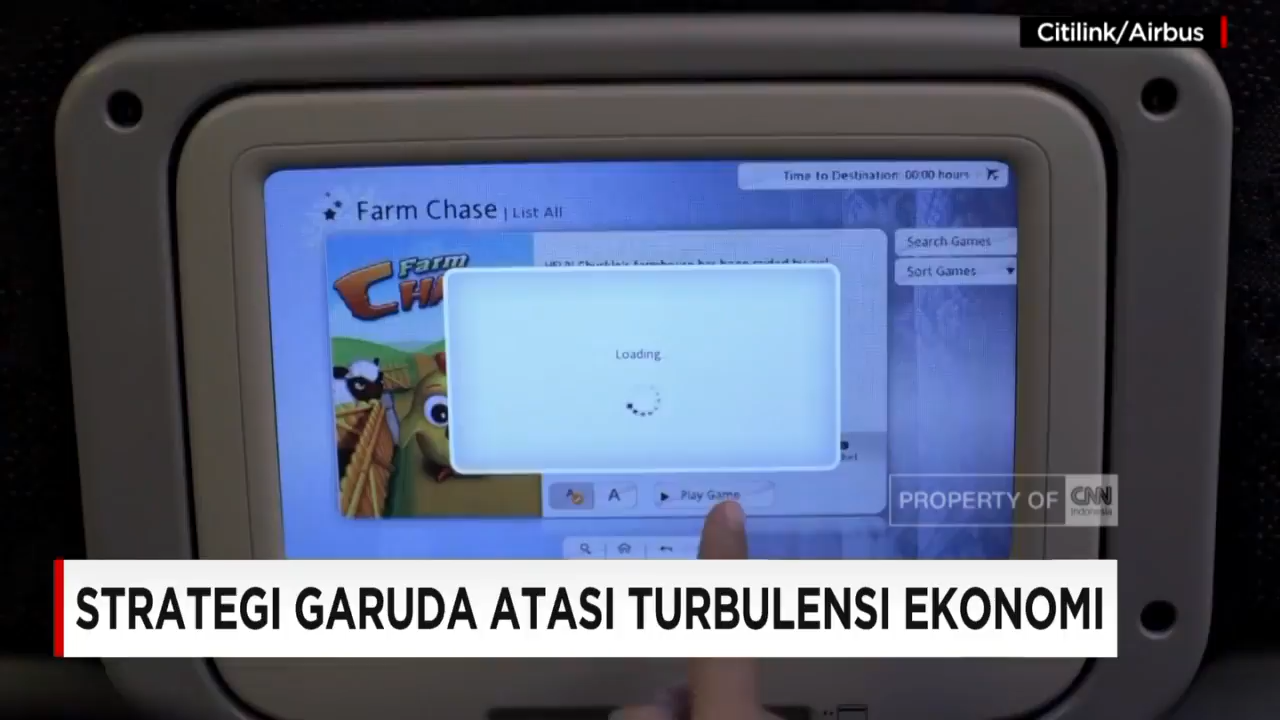 Citilink/Airbus
Time to Destination: 00:00 hours
Farm Chase | List All
Search Games
Sort Games
Farm
Loading
A A
Play Game
PROPERTY OF CNN Indonesia
STRATEGI GARUDA ATASI TURBULENSI EKONOMI